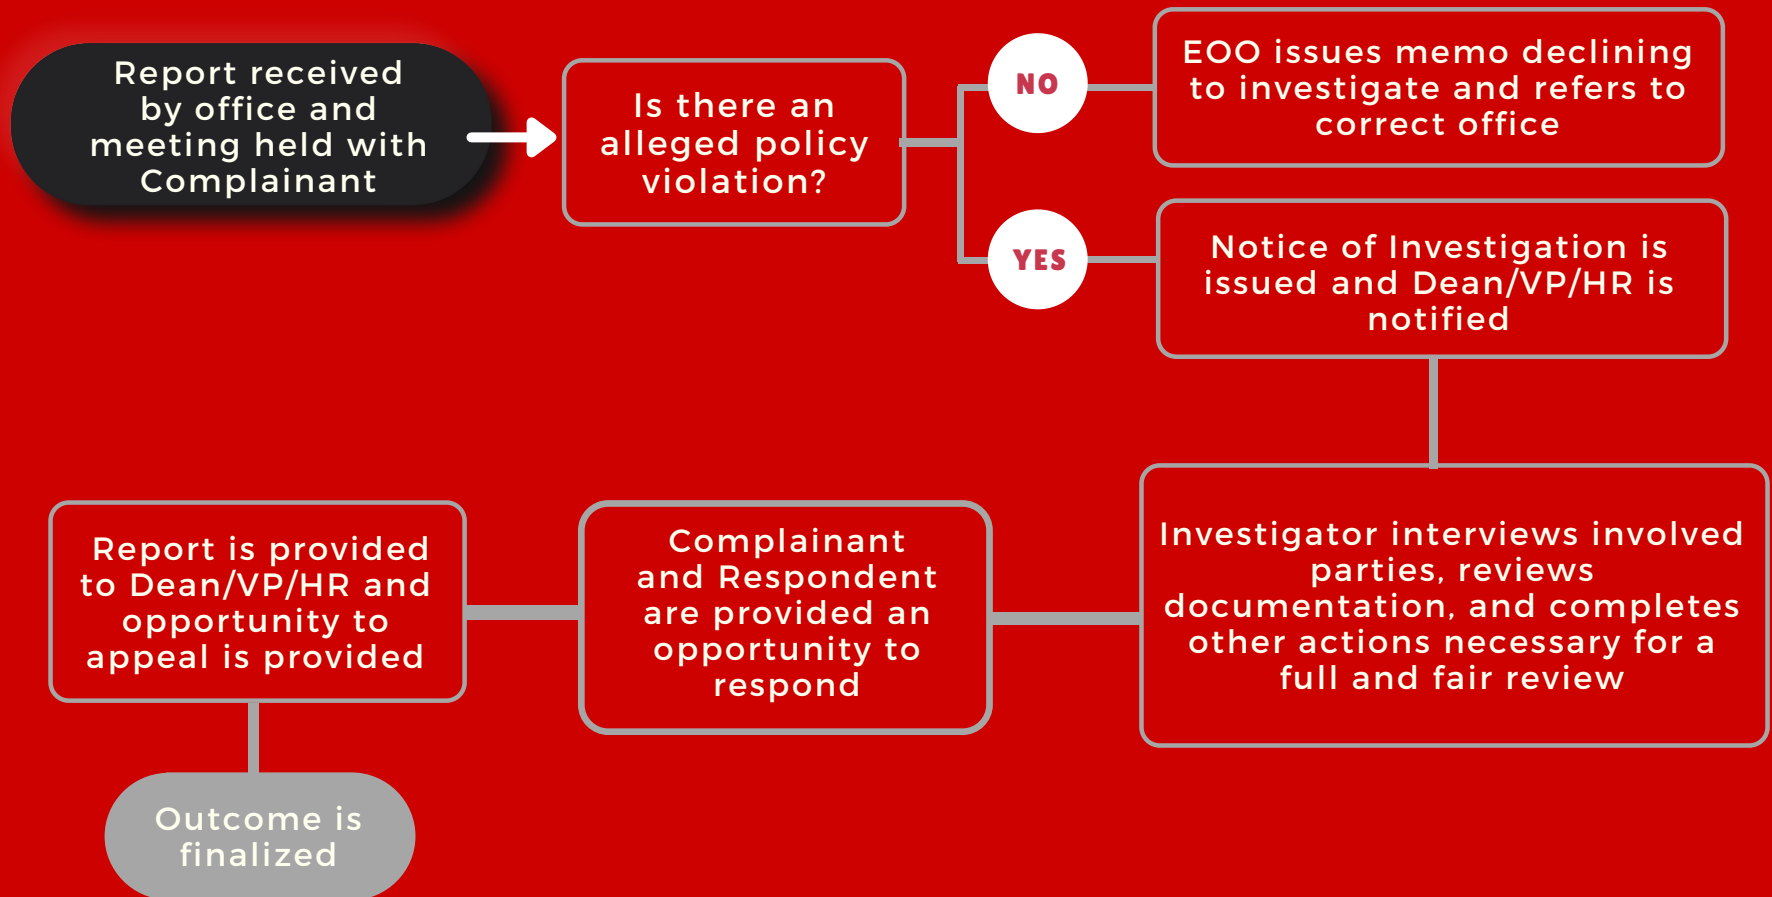 Report received
by office and
meeting held with
Complainant
Is there an
alleged policy
violation?
NO
EOO issues memo declining
to investigate and refers to
correct office
YES
Notice of Investigation is
issued and Dean/VP/HR is
notified
Investigator interviews involved
parties, reviews
documentation, and completes
other actions necessary for a
full and fair review
Complainant
and Respondent
are provided an
opportunity to
respond
Report is provided
to Dean/VP/HR and
opportunity to
appeal is provided
Outcome is
finalized